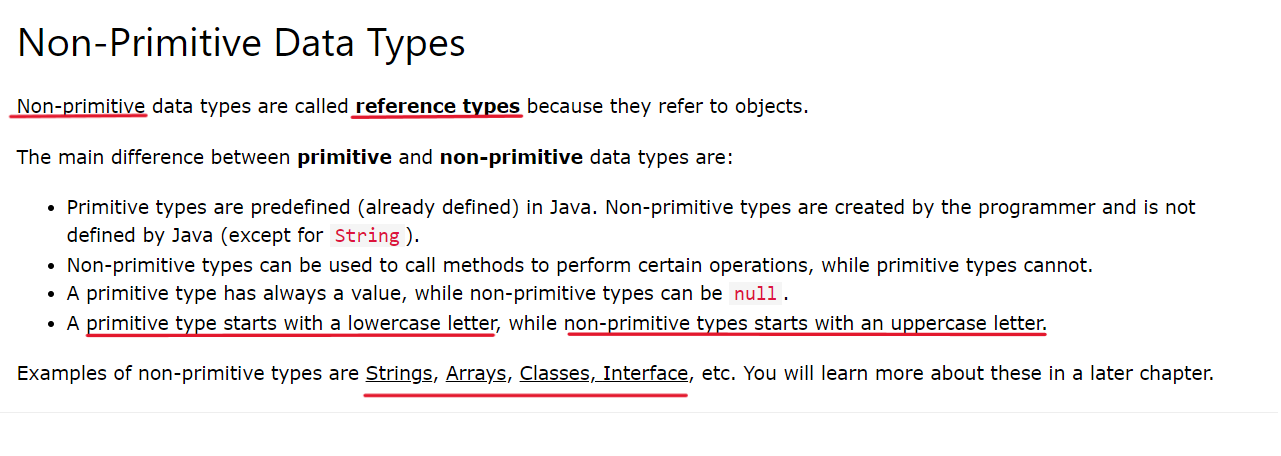 Non-Primitive Data Types
Non-primitive data types are called reference types because they refer to objects.
The main difference between primitive and non-primitive data types are:
• Primitive types are predefined (already defined) in Java. Non-primitive types are created by the programmer and is not
defined by Java (except for String ).
• Non-primitive types can be used to call methods to perform certain operations, while primitive types cannot.
• A primitive type has always a value, while non-primitive types can be null .
• A primitive type starts with a lowercase letter, while non-primitive types starts with an uppercase letter.
Examples of non-primitive types are Strings, Arrays, Classes, Interface, etc. You will learn more about these in a later chapter.